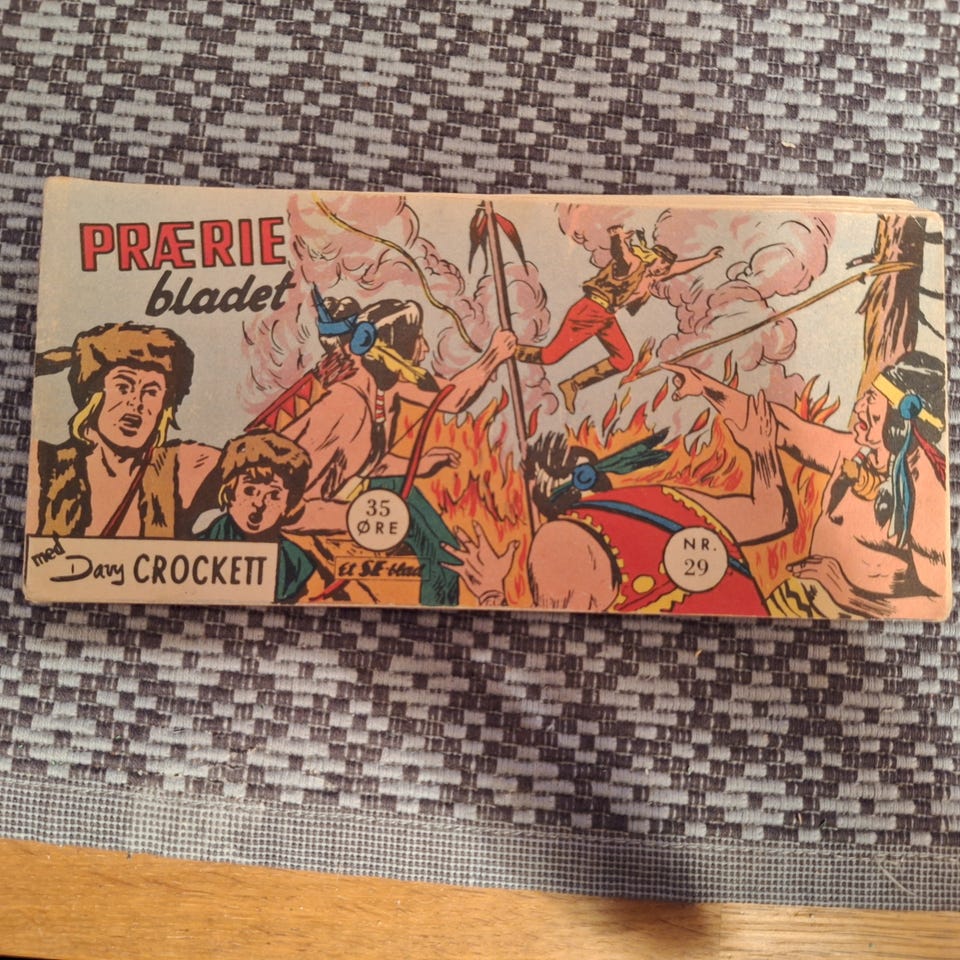 PRÆRIE
bladet
35
ØRE
NR.
29
Et SE-blad
med Davy CROCKETT